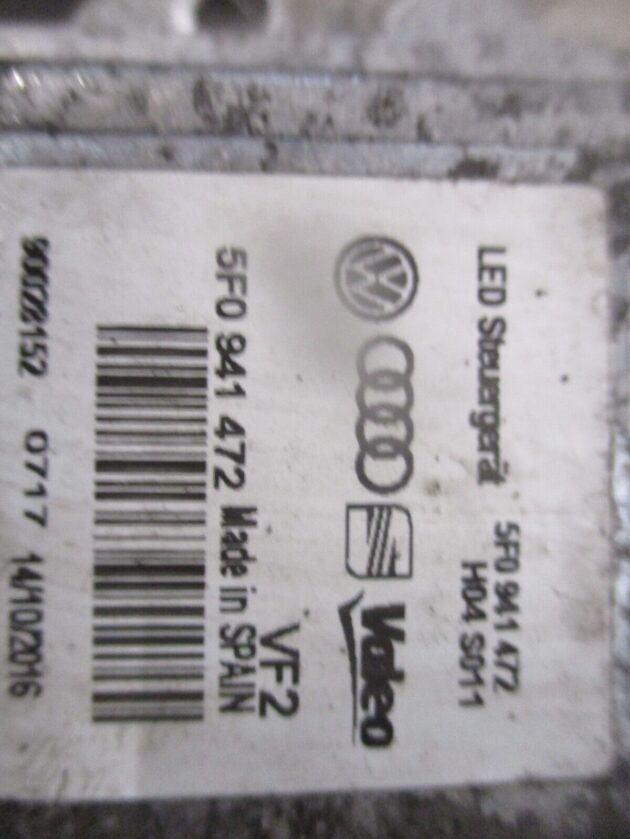 LED Steuergerät 5F0 941 472
H04 S011
Valeo
VF2
5F0 941 472 Made in SPAIN
0717 14/10/2016